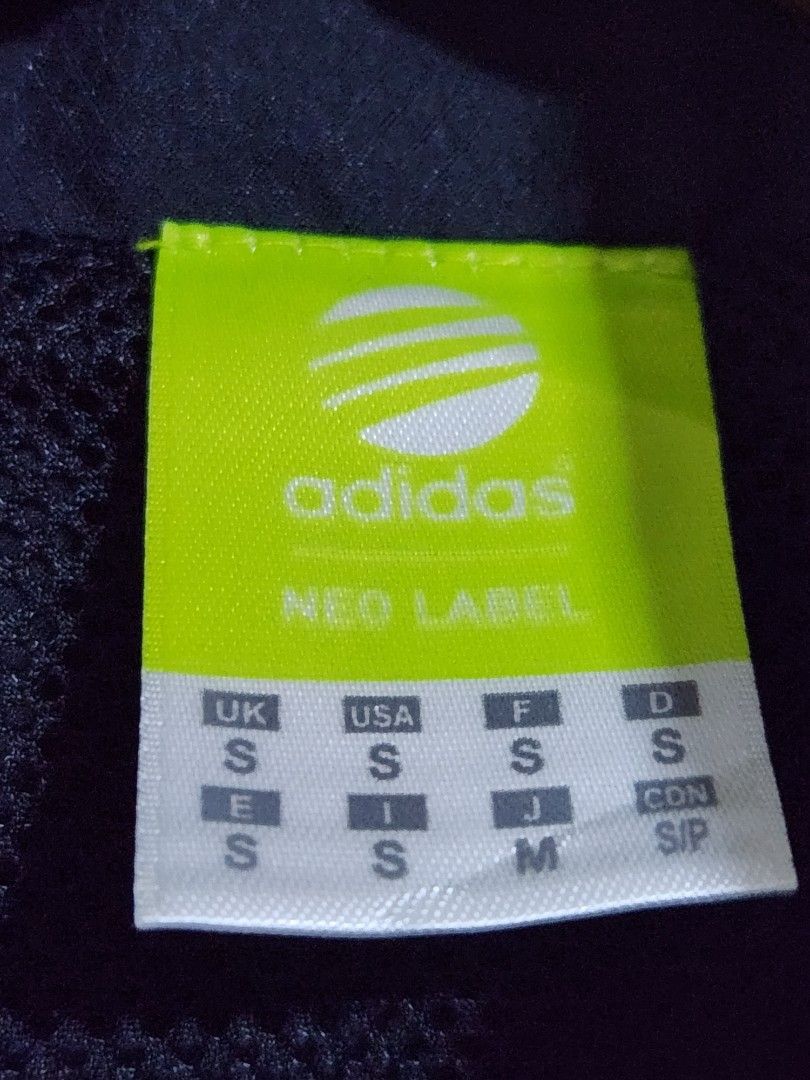 adidas
NEO LABEL
UK USA F D
S S S S
E I J CDN
S S M S/P